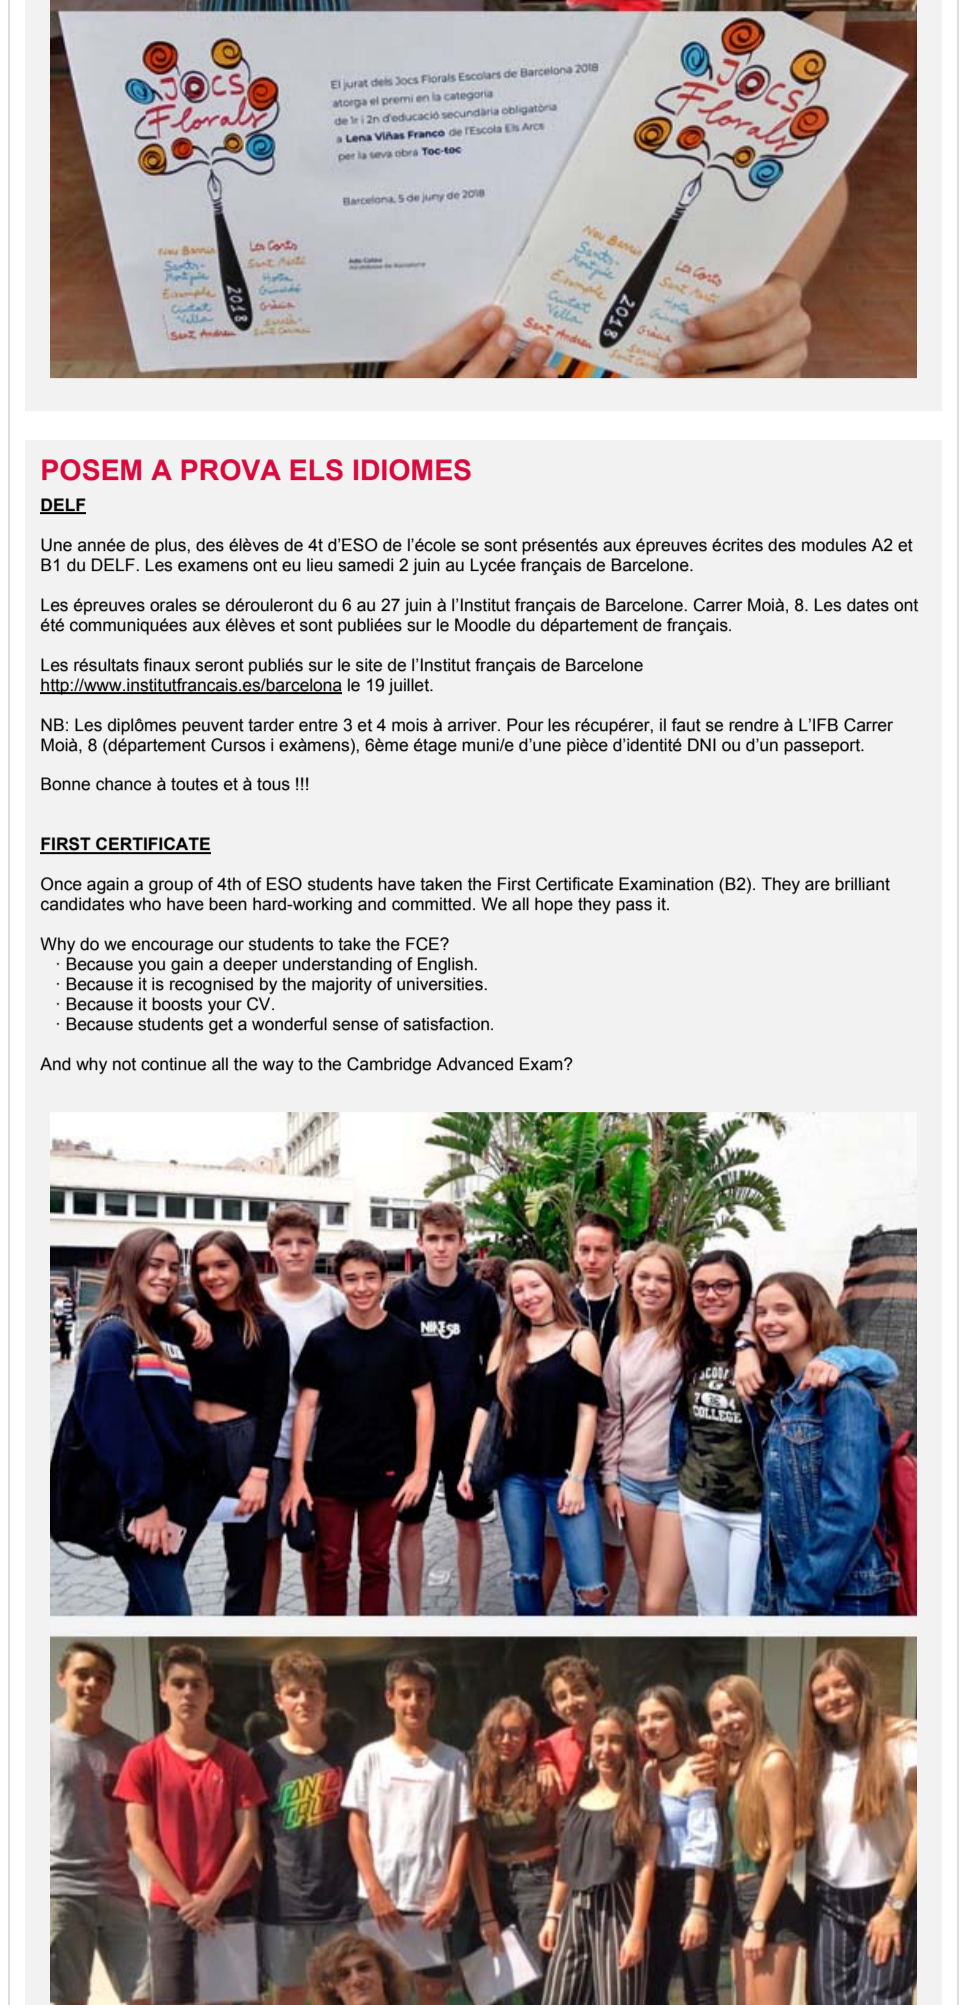 JOCS
Florals
El jurat dels Jocs Florals Escolars de Barcelona 2018
atorga el premi en la categoria
de 1r i 2n d'educació secundària obligatòria
a Lena Viñas Franco de l'Escola Els Arcs
per la seva obra Toc-toc
Barcelona, 5 de juny de 2018
Ada Colau
Alcaldessa de Barcelona
Nou Barris
Sants-
Montjuïc
Eixample
Ciutat
Vella
Sant Andreu
2018
Les Corts
Sant Martí
Horta
Guinardó
Gràcia
Sarrià-
Sant Gervasi
JOCS
Florals
Nou Barris
Sants-
Montjuïc
Eixample
Ciutat
Vella
Sant Andreu
2018
Les Corts
Sant Martí
Horta
Gràcia
Sarrià
POSEM A PROVA ELS IDIOMES
DELF
Une année de plus, des élèves de 4t d’ESO de l’école se sont présentés aux épreuves écrites des modules A2 et
B1 du DELF. Les examens ont eu lieu samedi 2 juin au Lycée français de Barcelone.
Les épreuves orales se dérouleront du 6 au 27 juin à l’Institut français de Barcelone. Carrer Moià, 8. Les dates ont
été communiquées aux élèves et sont publiées sur le Moodle du département de français.
Les résultats finaux seront publiés sur le site de l’Institut français de Barcelone
http://www.institutfrancais.es/barcelona le 19 juillet.
NB: Les diplômes peuvent tarder entre 3 et 4 mois à arriver. Pour les récupérer, il faut se rendre à L’IFB Carrer
Moià, 8 (département Cursos i exàmens), 6ème étage muni/e d’une pièce d’identité DNI ou d’un passeport.
Bonne chance à toutes et à tous !!!
FIRST CERTIFICATE
Once again a group of 4th of ESO students have taken the First Certificate Examination (B2). They are brilliant
candidates who have been hard-working and committed. We all hope they pass it.
Why do we encourage our students to take the FCE?
· Because you gain a deeper understanding of English.
· Because it is recognised by the majority of universities.
· Because it boosts your CV.
· Because students get a wonderful sense of satisfaction.
And why not continue all the way to the Cambridge Advanced Exam?
NIKE SB
COLLEGE